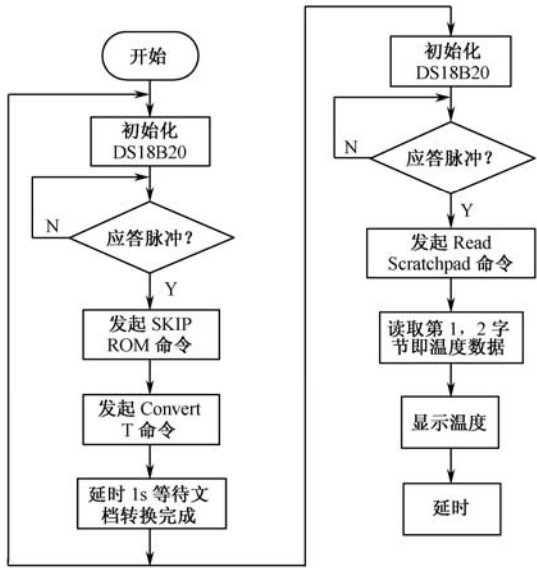 开始
初始化
DS18B20
N
应答脉冲？
Y
发起 SKIP
ROM 命令
发起 Convert
T 命令
延时 1s 等待文
档转换完成
初始化
DS18B20
N
应答脉冲？
Y
发起 Read
Scratchpad 命令
读取第 1，2 字
节即温度数据
显示温度
延时